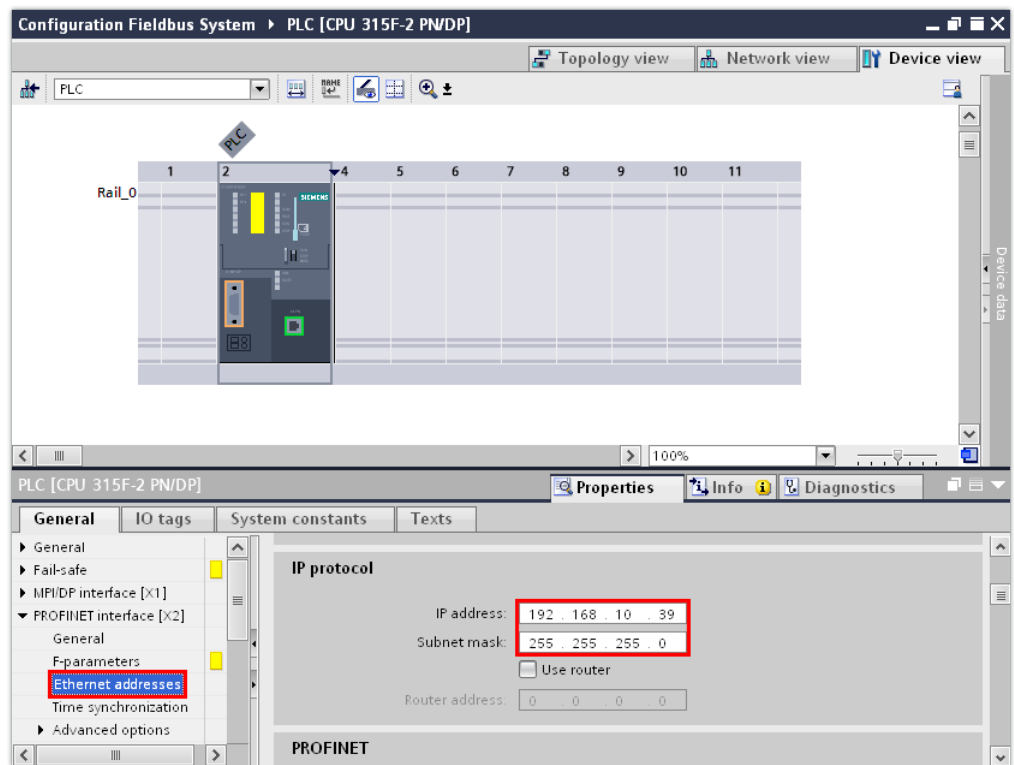 Configuration Fieldbus System ▸ PLC [CPU 315F-2 PN/DP]
Topology view
Network view
Device view
PLC
NAME
100%
PLC
1 2 4 5 6 7 8 9 10 11
Rail_0
SIEMENS
Device data
PLC [CPU 315F-2 PN/DP]
Properties
Info
Diagnostics
General
IO tags
System constants
Texts
General
Fail-safe
MPI/DP interface [X1]
PROFINET interface [X2]
General
F-parameters
Ethernet addresses
Time synchronization
Advanced options
IP protocol
IP address: 192 . 168 . 10 . 39
Subnet mask: 255 . 255 . 255 . 0
Use router
Router address: 0 . 0 . 0 . 0
PROFINET